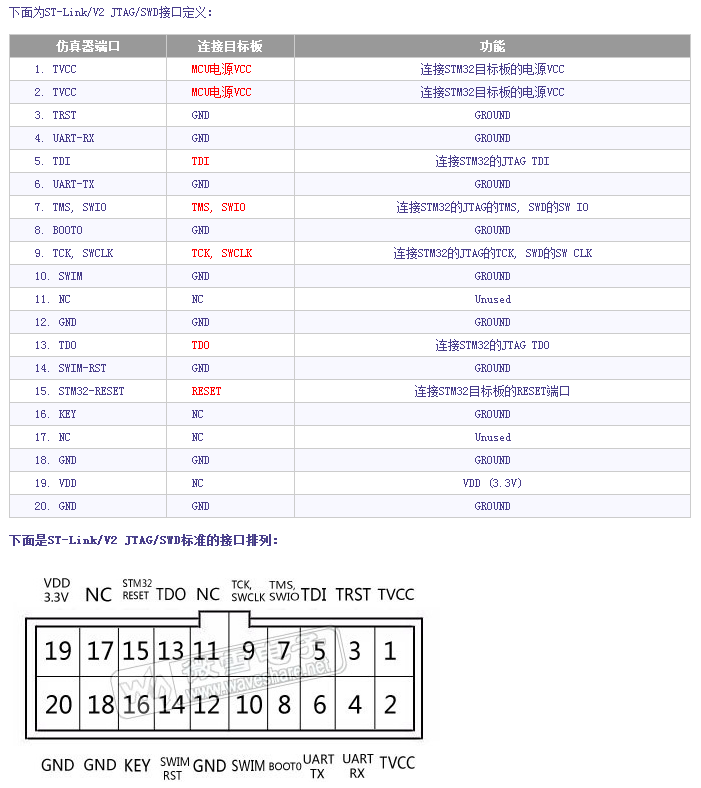 下面为ST-Link/V2 JTAG/SWD接口定义:
仿真器端口 连接目标板 功能
1. TVCC MCU电源VCC 连接STM32目标板的电源VCC
2. TVCC MCU电源VCC 连接STM32目标板的电源VCC
3. TRST GND GROUND
4. UART-RX GND GROUND
5. TDI TDI 连接STM32的JTAG TDI
6. UART-TX GND GROUND
7. TMS, SWIO TMS, SWIO 连接STM32的JTAG的TMS, SWD的SW IO
8. BOOT0 GND GROUND
9. TCK, SWCLK TCK, SWCLK 连接STM32的JTAG的TCK, SWD的SW CLK
10. SWIM GND GROUND
11. NC NC Unused
12. GND GND GROUND
13. TDO TDO 连接STM32的JTAG TDO
14. SWIM-RST GND GROUND
15. STM32-RESET RESET 连接STM32目标板的RESET端口
16. KEY NC GROUND
17. NC NC Unused
18. GND GND GROUND
19. VDD NC VDD (3.3V)
20. GND GND GROUND
下面是ST-Link/V2 JTAG/SWD标准的接口排列:
VDD 3.3V NC STM32 RESET TDO NC TCK, SWCLK TMS, SWIO TDI TRST TVCC
19 17 15 13 11 9 7 5 3 1
微雪电子
www.waveshare.net
20 18 16 14 12 10 8 6 4 2
GND GND KEY SWIM RST GND SWIM BOOT0 UART TX UART RX TVCC